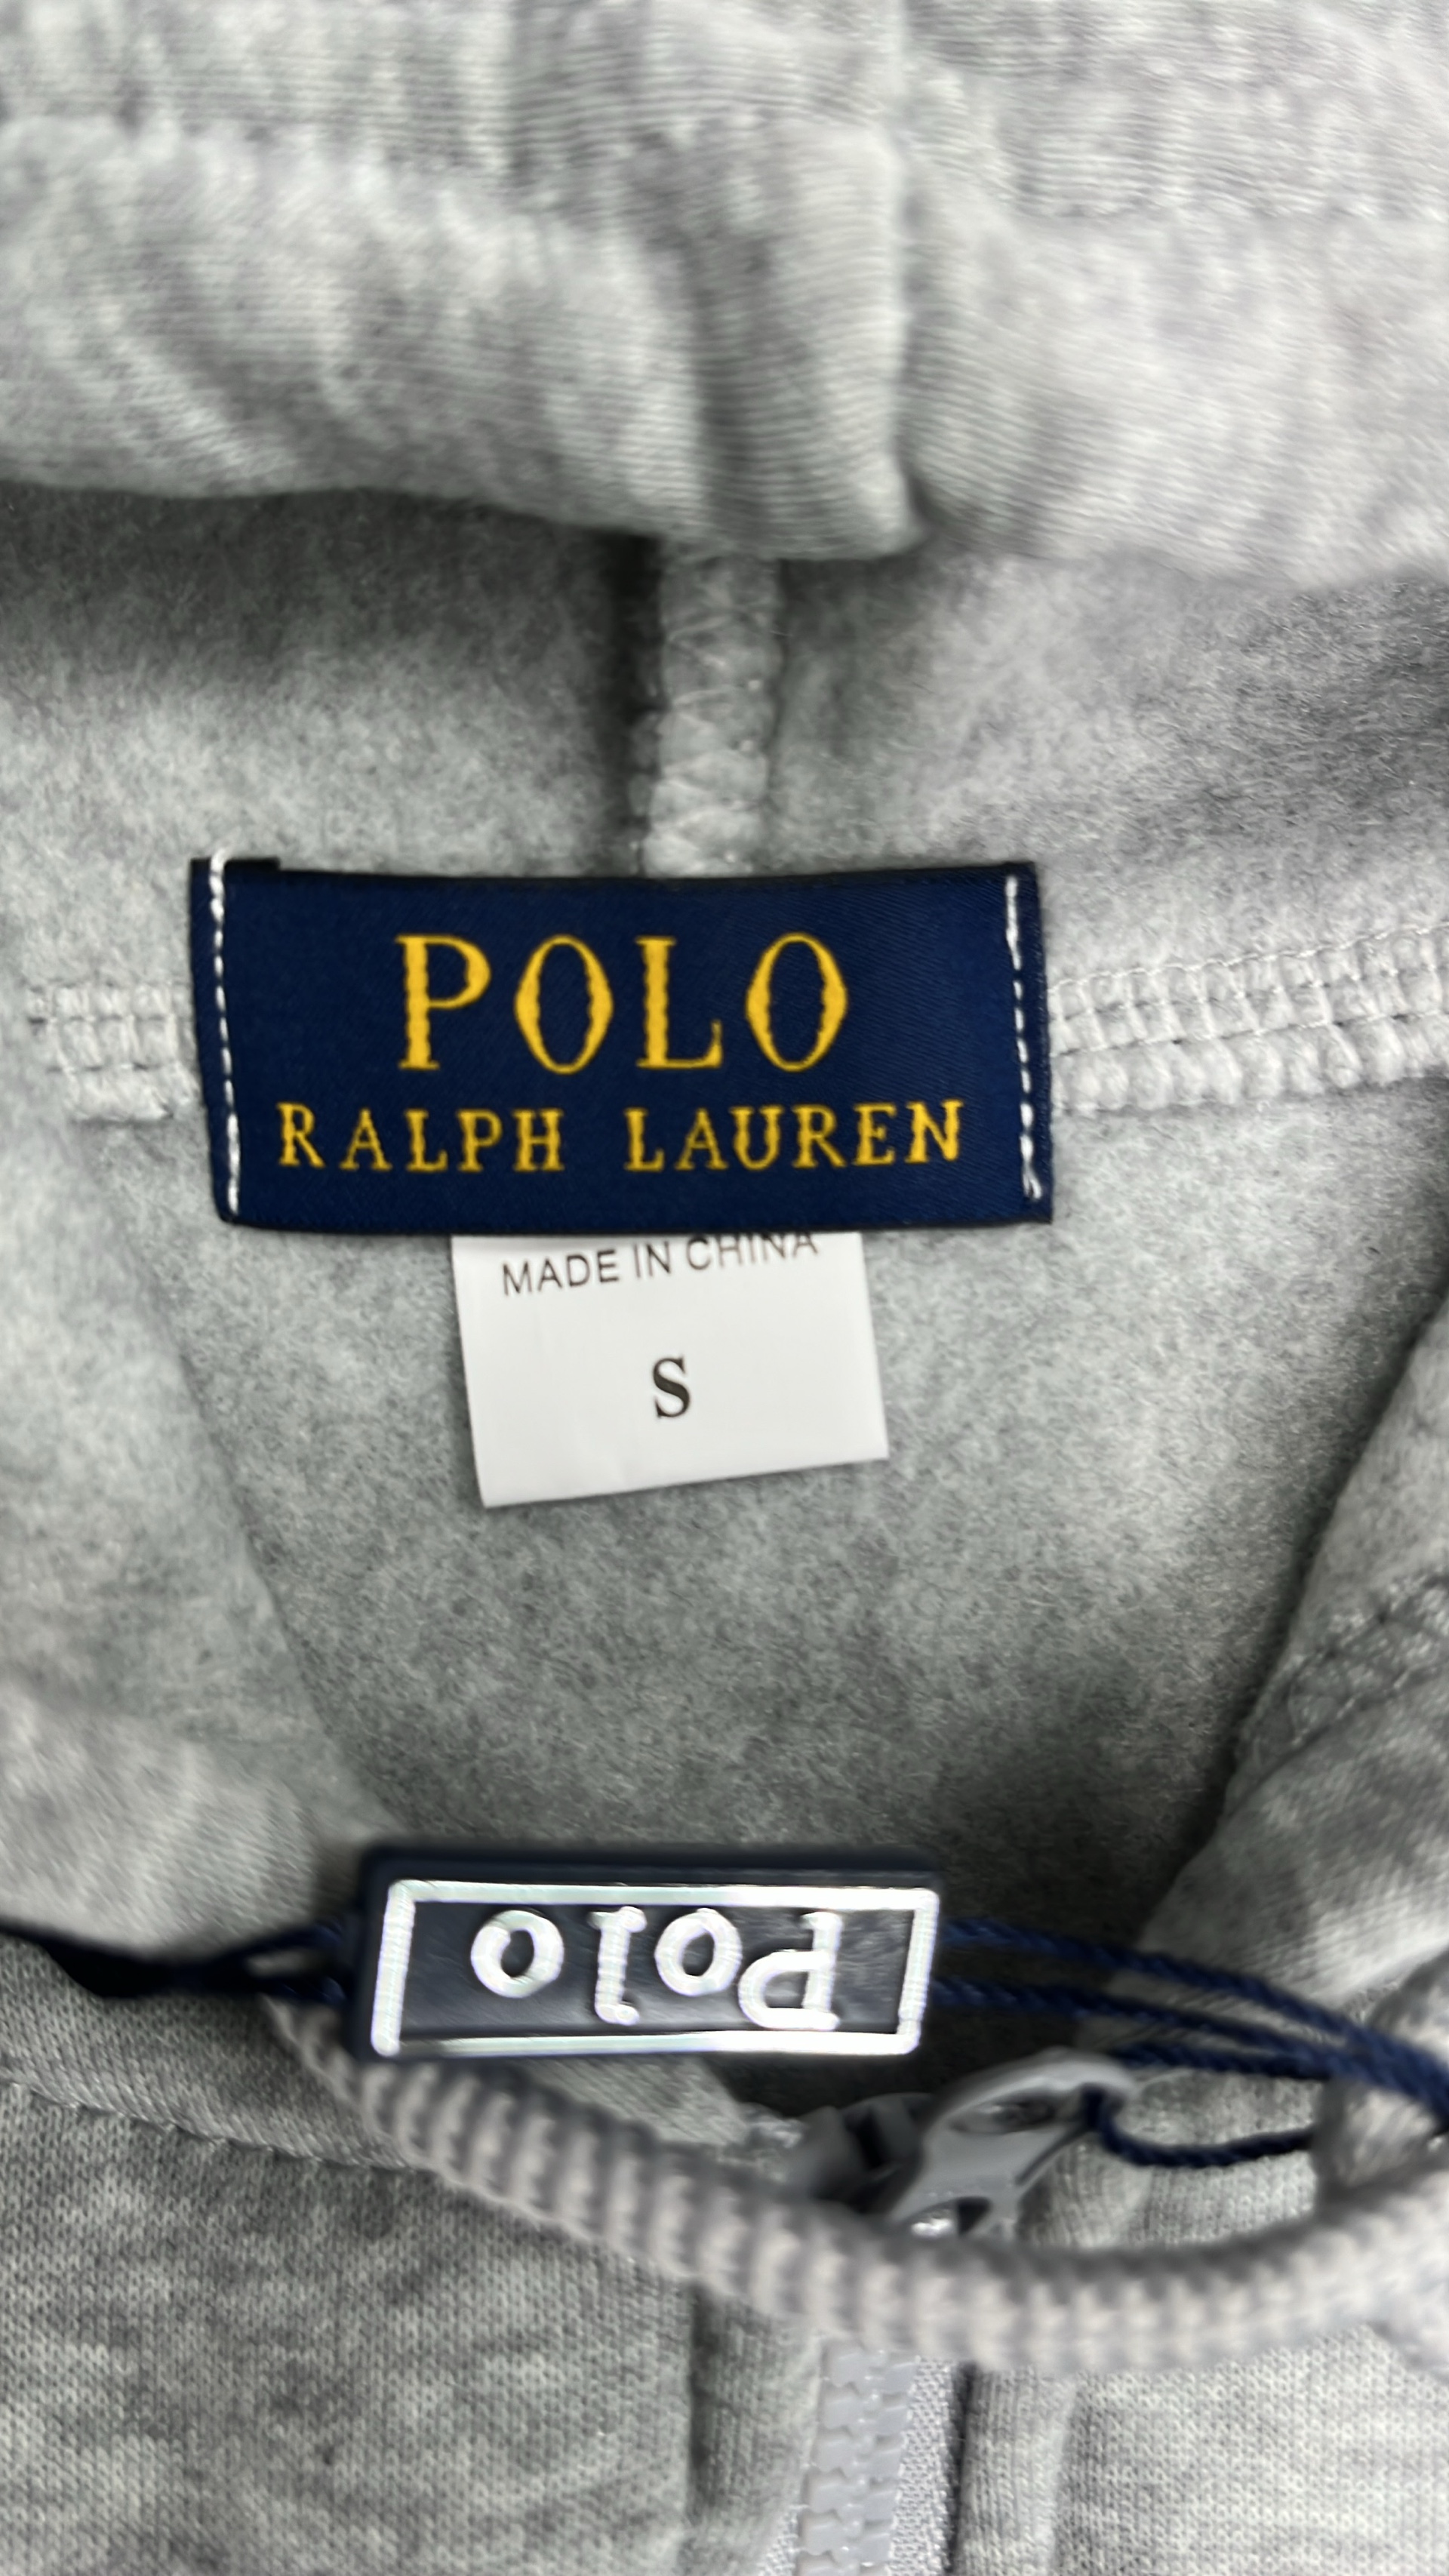 POLO
RALPH LAUREN
MADE IN CHINA
S
Polo